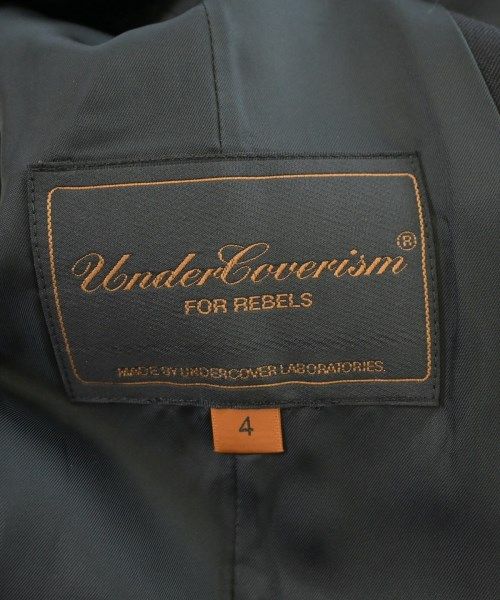 UnderCoverism®
FOR REBELS
MADE BY UNDERCOVER LABORATORIES.
4